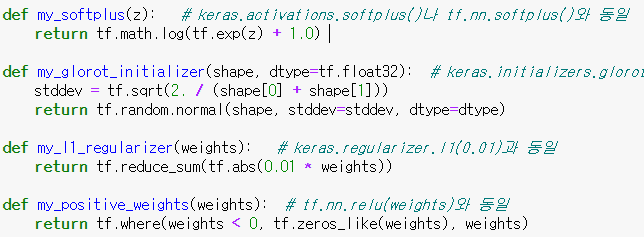 def my_softplus(z):   # keras.activations.softplus()나 tf.nn.softplus()와 동일
    return tf.math.log(tf.exp(z) + 1.0)
def my_glorot_initializer(shape, dtype=tf.float32):  # keras.initializers.glorot
    stddev = tf.sqrt(2. / (shape[0] + shape[1]))
    return tf.random.normal(shape, stddev=stddev, dtype=dtype)
def my_l1_regularizer(weights):   # keras.regularizer.l1(0.01)과 동일
    return tf.reduce_sum(tf.abs(0.01 * weights))
def my_positive_weights(weights):  # tf.nn.relu(weights)와 동일
    return tf.where(weights < 0, tf.zeros_like(weights), weights)